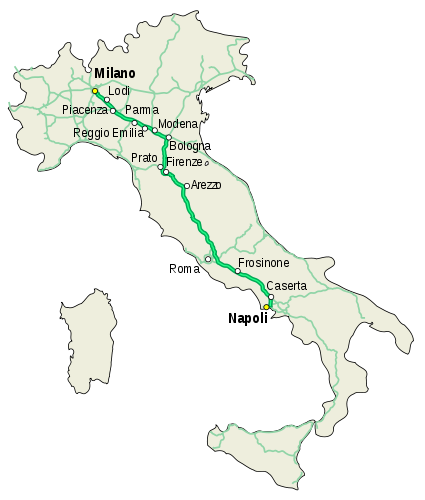 Milano
Lodi
Piacenza
Parma
Reggio Emilia
Modena
Bologna
Prato
Firenze
Arezzo
Roma
Frosinone
Caserta
Napoli